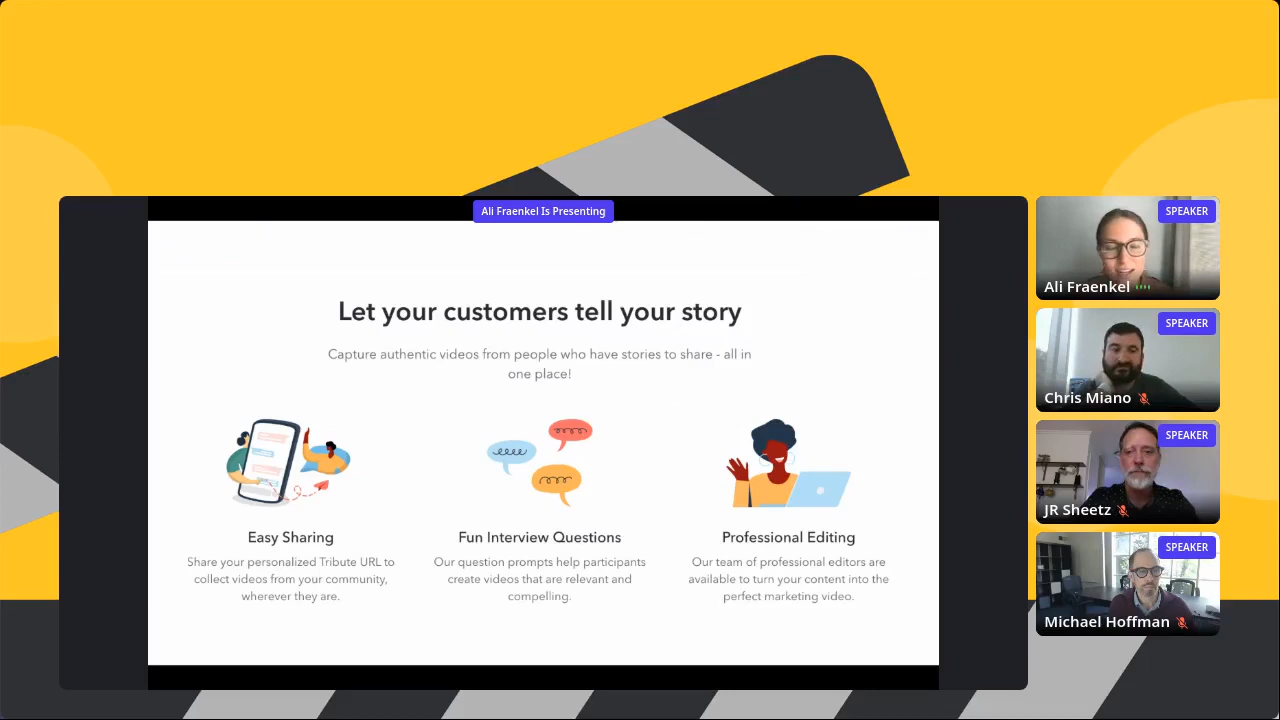 Ali Fraenkel Is Presenting
Let your customers tell your story
Capture authentic videos from people who have stories to share - all in
one place!
Easy Sharing
Share your personalized Tribute URL to
collect videos from your community,
wherever they are.
Fun Interview Questions
Our question prompts help participants
create videos that are relevant and
compelling.
Professional Editing
Our team of professional editors are
available to turn your content into the
perfect marketing video.
SPEAKER
Ali Fraenkel
SPEAKER
Chris Miano
SPEAKER
JR Sheetz
SPEAKER
Michael Hoffman